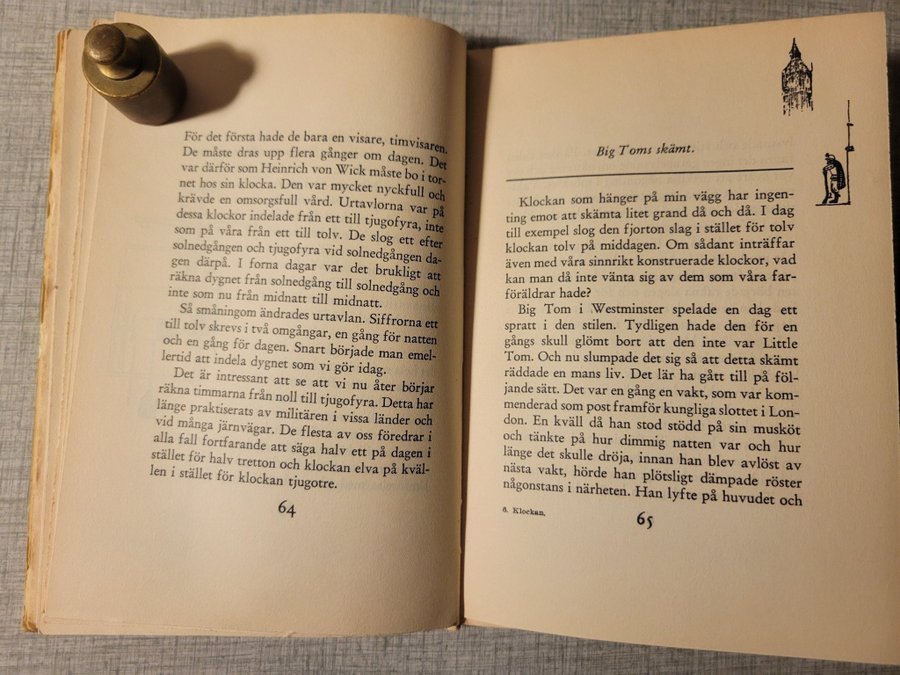 För det första hade de bara en visare, timvisaren.
De måste dras upp flera gånger om dagen. Det
var därför som Heinrich von Wick måste bo i tor-
net hos sin klocka. Den var mycket nyckfull och
krävde en omsorgsfull vård. Urtavlorna var på
dessa klockor indelade från ett till tjugofyra, inte
som på våra från ett till tolv. De slog ett efter
solnedgången och tjugofyra vid solnedgången da-
gen därpå. I forna dagar var det brukligt att
räkna dygnet från solnedgång till solnedgång och
inte som nu från midnatt till midnatt.
Så småningom ändrades urtavlan. Siffrorna ett
till tolv skrevs i två omgångar, en gång för natten
och en gång för dagen. Snart började man emel-
lertid att indela dygnet som vi gör idag.
Det är interessant att se att vi nu åter börjar
räkna timmarna från noll till tjugofyra. Detta har
länge praktiserats av militären i vissa länder och
vid många järnvägar. De flesta av oss föredrar i
alla fall fortfarande att säga halv ett på dagen i
stället för halv tretton och klockan elva på kväl-
len i stället för klockan tjugotre.
64
Big Toms skämt.
Klockan som hänger på min vägg har ingen-
ting emot att skämta litet grand då och då. I dag
till exempel slog den fjorton slag i stället för tolv
klockan tolv på middagen. Om sådant inträffar
även med våra sinnrikt konstruerade klockor, vad
kan man då inte vänta sig av dem som våra far-
föräldrar hade?
Big Tom i Westminster spelade en dag ett
spratt i den stilen. Tydligen hade den för en
gångs skull glömt bort att den inte var Little
Tom. Och nu slumpade det sig så att detta skämt
räddade en mans liv. Det lär ha gått till på föl-
jande sätt. Det var en gång en vakt, som var kom-
menderad som post framför kungliga slottet i Lon-
don. En kväll då han stod stödd på sin musköt
och tänkte på hur dimmig natten var och hur
länge det skulle dröja, innan han blev avlöst av
nästa vakt, hörde han plötsligt dämpade röster
någonstans i närheten. Han lyfte på huvudet och
6. Klockan.
65